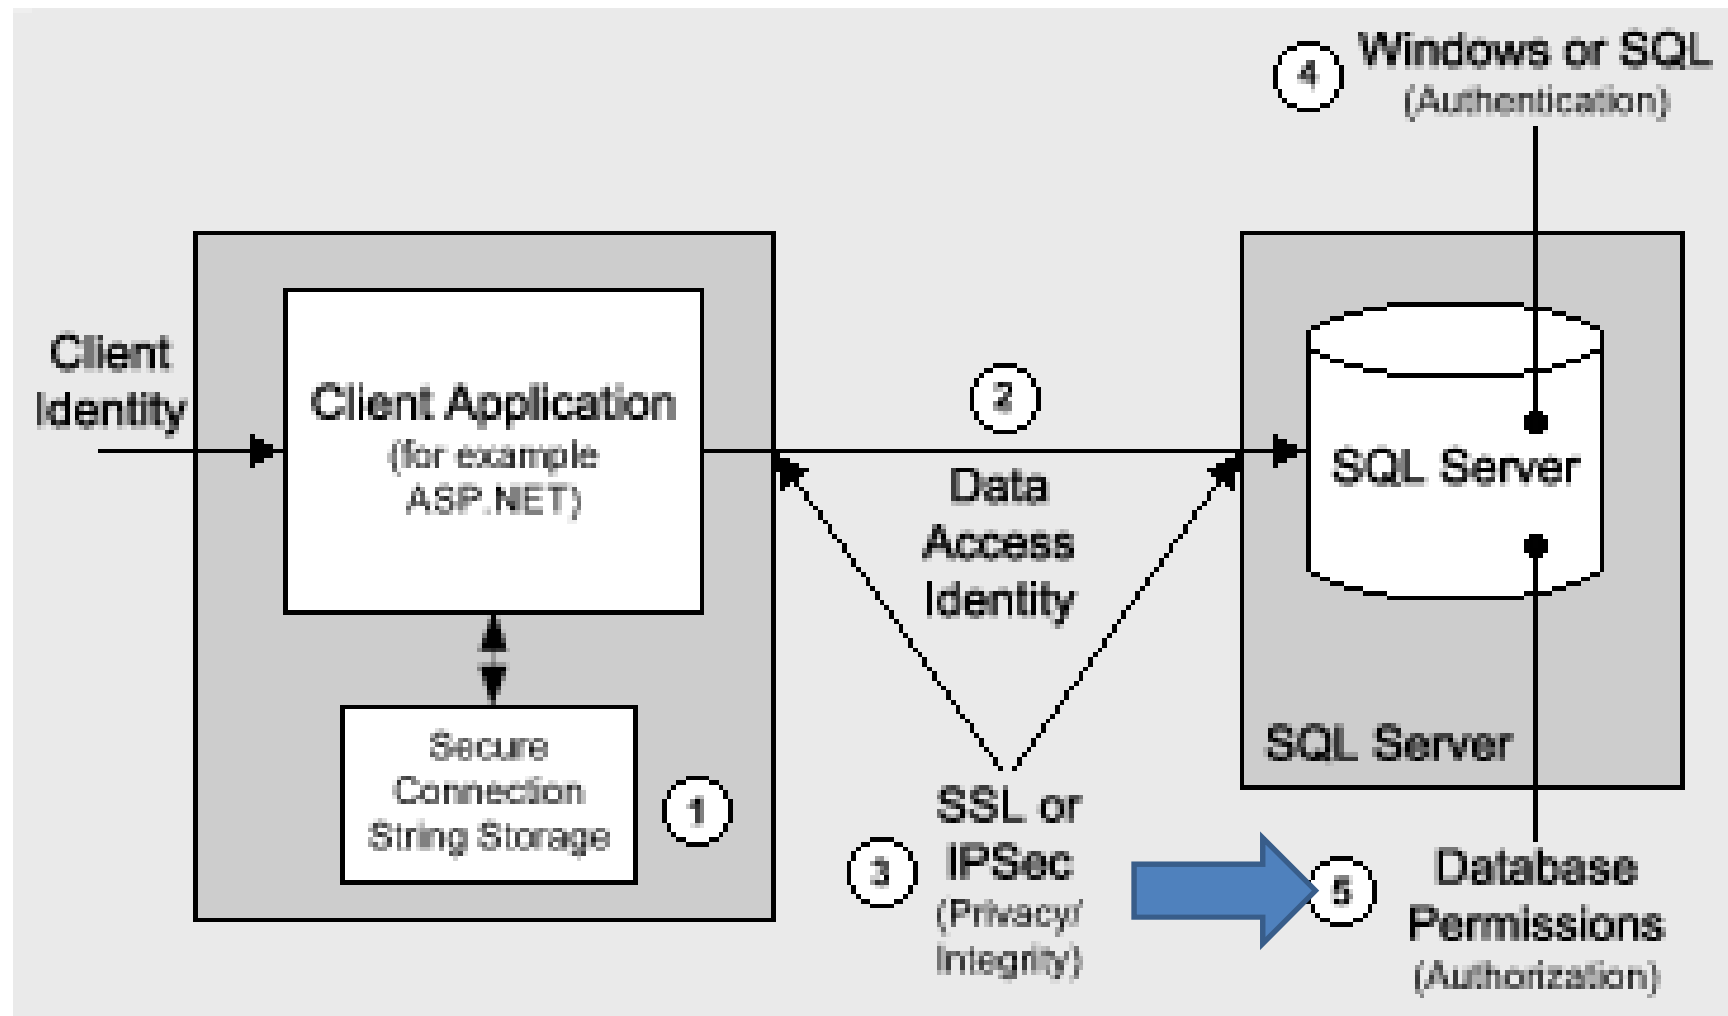 4
Windows or SQL
(Authentication)
Client
Identity
Client Application
(for example
ASP.NET)
2
Data
Access
Identity
SQL Server
Secure
Connection
String Storage
1
SQL Server
3
SSL or
IPSec
(Privacy/
Integrity)
5
Database
Permissions
(Authorization)